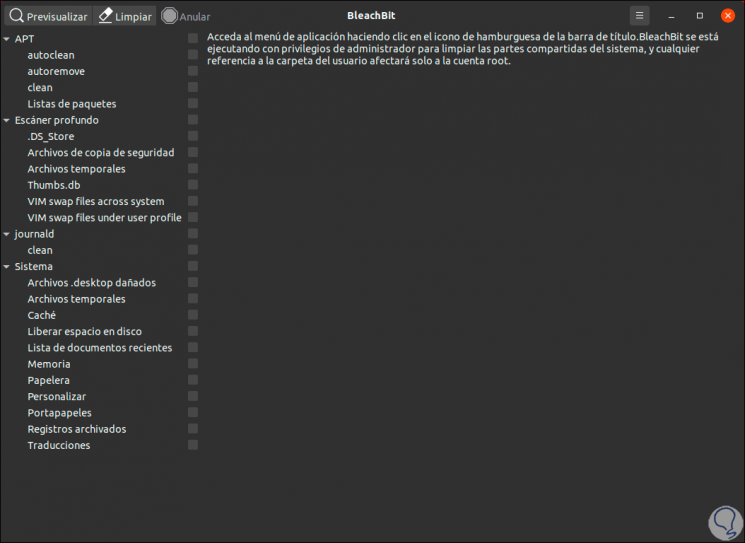 Previsualizar
Limpiar
Anular
BleachBit
APT
autoclean
autoremove
clean
Listas de paquetes
Escáner profundo
.DS_Store
Archivos de copia de seguridad
Archivos temporales
Thumbs.db
VIM swap files across system
VIM swap files under user profile
journald
clean
Sistema
Archivos .desktop dañados
Archivos temporales
Caché
Liberar espacio en disco
Lista de documentos recientes
Memoria
Papelera
Personalizar
Portapapeles
Registros archivados
Traducciones
Acceda al menú de aplicación haciendo clic en el icono de hamburguesa de la barra de título.BleachBit se está
ejecutando con privilegios de administrador para limpiar las partes compartidas del sistema, y cualquier
referencia a la carpeta del usuario afectará solo a la cuenta root.